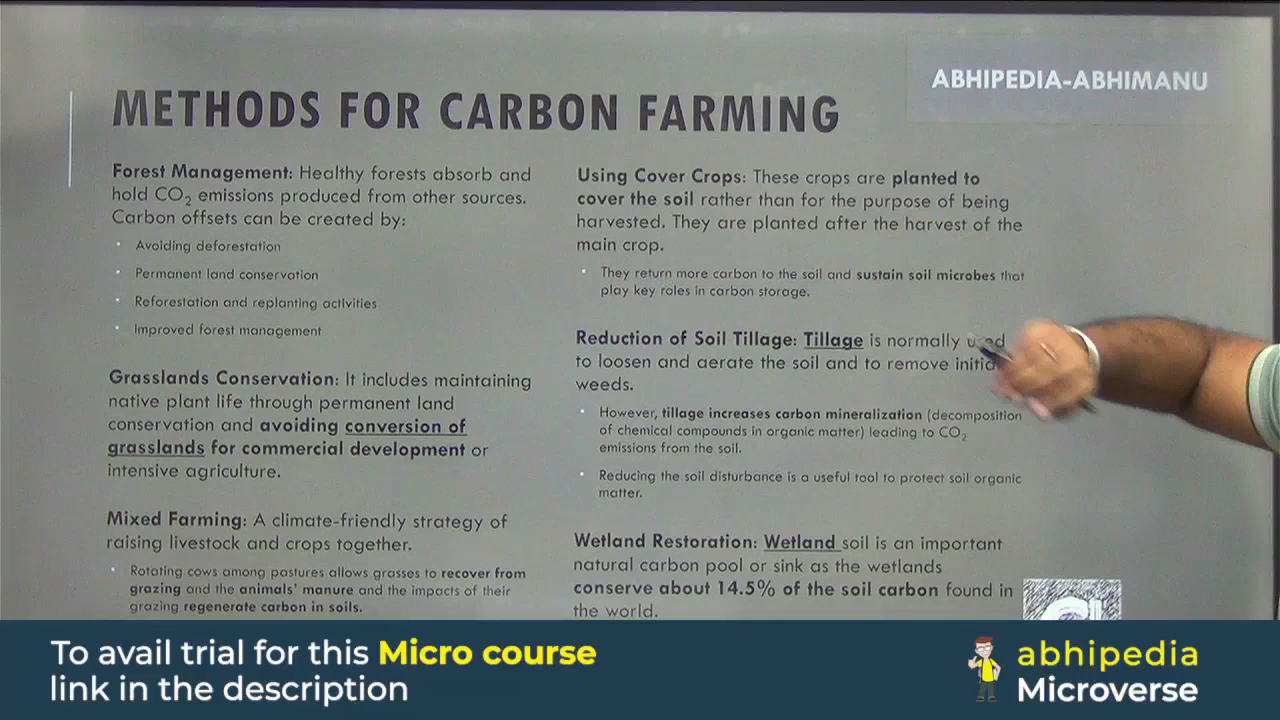 ABHIPEDIA-ABHIMANU
METHODS FOR CARBON FARMING
Forest Management: Healthy forests absorb and
hold CO2 emissions produced from other sources.
Carbon offsets can be created by:
Avoiding deforestation
Permanent land conservation
Reforestation and replanting activities
Improved forest management
Grasslands Conservation: It includes maintaining
native plant life through permanent land
conservation and avoiding conversion of
grasslands for commercial development or
intensive agriculture.
Mixed Farming: A climate-friendly strategy of
raising livestock and crops together.
Rotating cows among pastures allows grasses to recover from
grazing and the animals' manure and the impacts of their
grazing regenerate carbon in soils.
Using Cover Crops: These crops are planted to
cover the soil rather than for the purpose of being
harvested. They are planted after the harvest of the
main crop.
They return more carbon to the soil and sustain soil microbes that
play key roles in carbon storage.
Reduction of Soil Tillage: Tillage is normally
to loosen and aerate the soil and to remove
weeds.
However, tillage increases carbon mineralization (decomposition
of chemical compounds in organic matter) leading to CO2
emissions from the soil.
Reducing the soil disturbance is a useful tool to protect soil organic
matter.
Wetland Restoration: Wetland soil is an important
natural carbon pool or sink as the wetlands
conserve about 14.5% of the soil carbon found in
the world.
To avail trial for this Micro course
link in the description
abhipedia
Microverse